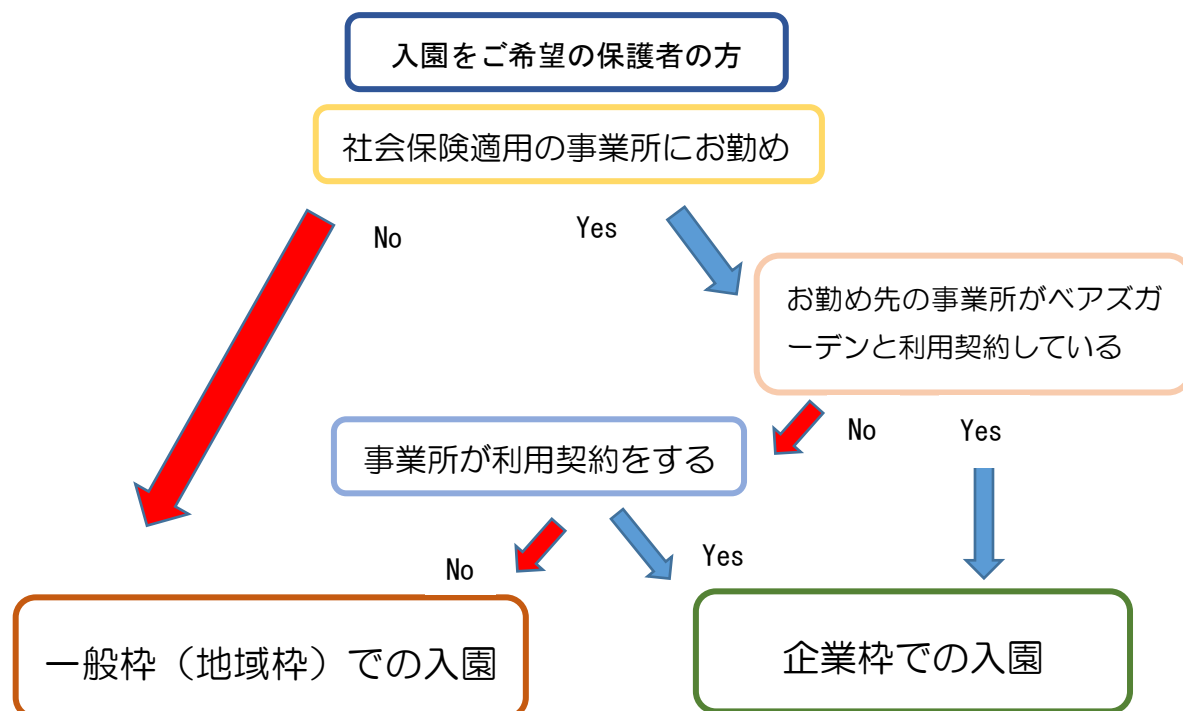 入園をご希望の保護者の方
社会保険適用の事業所にお勤め
No
Yes
お勤め先の事業所がベアズガ
ーデンと利用契約している
No
Yes
事業所が利用契約をする
No
Yes
一般枠（地域枠）での入園
企業枠での入園